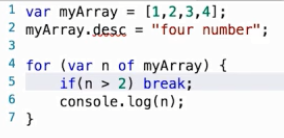 1 var myArray = [1,2,3,4];
2 myArray.desc = "four number";
3
4 for (var n of myArray) {
5     if(n > 2) break;
6     console.log(n);
7 }